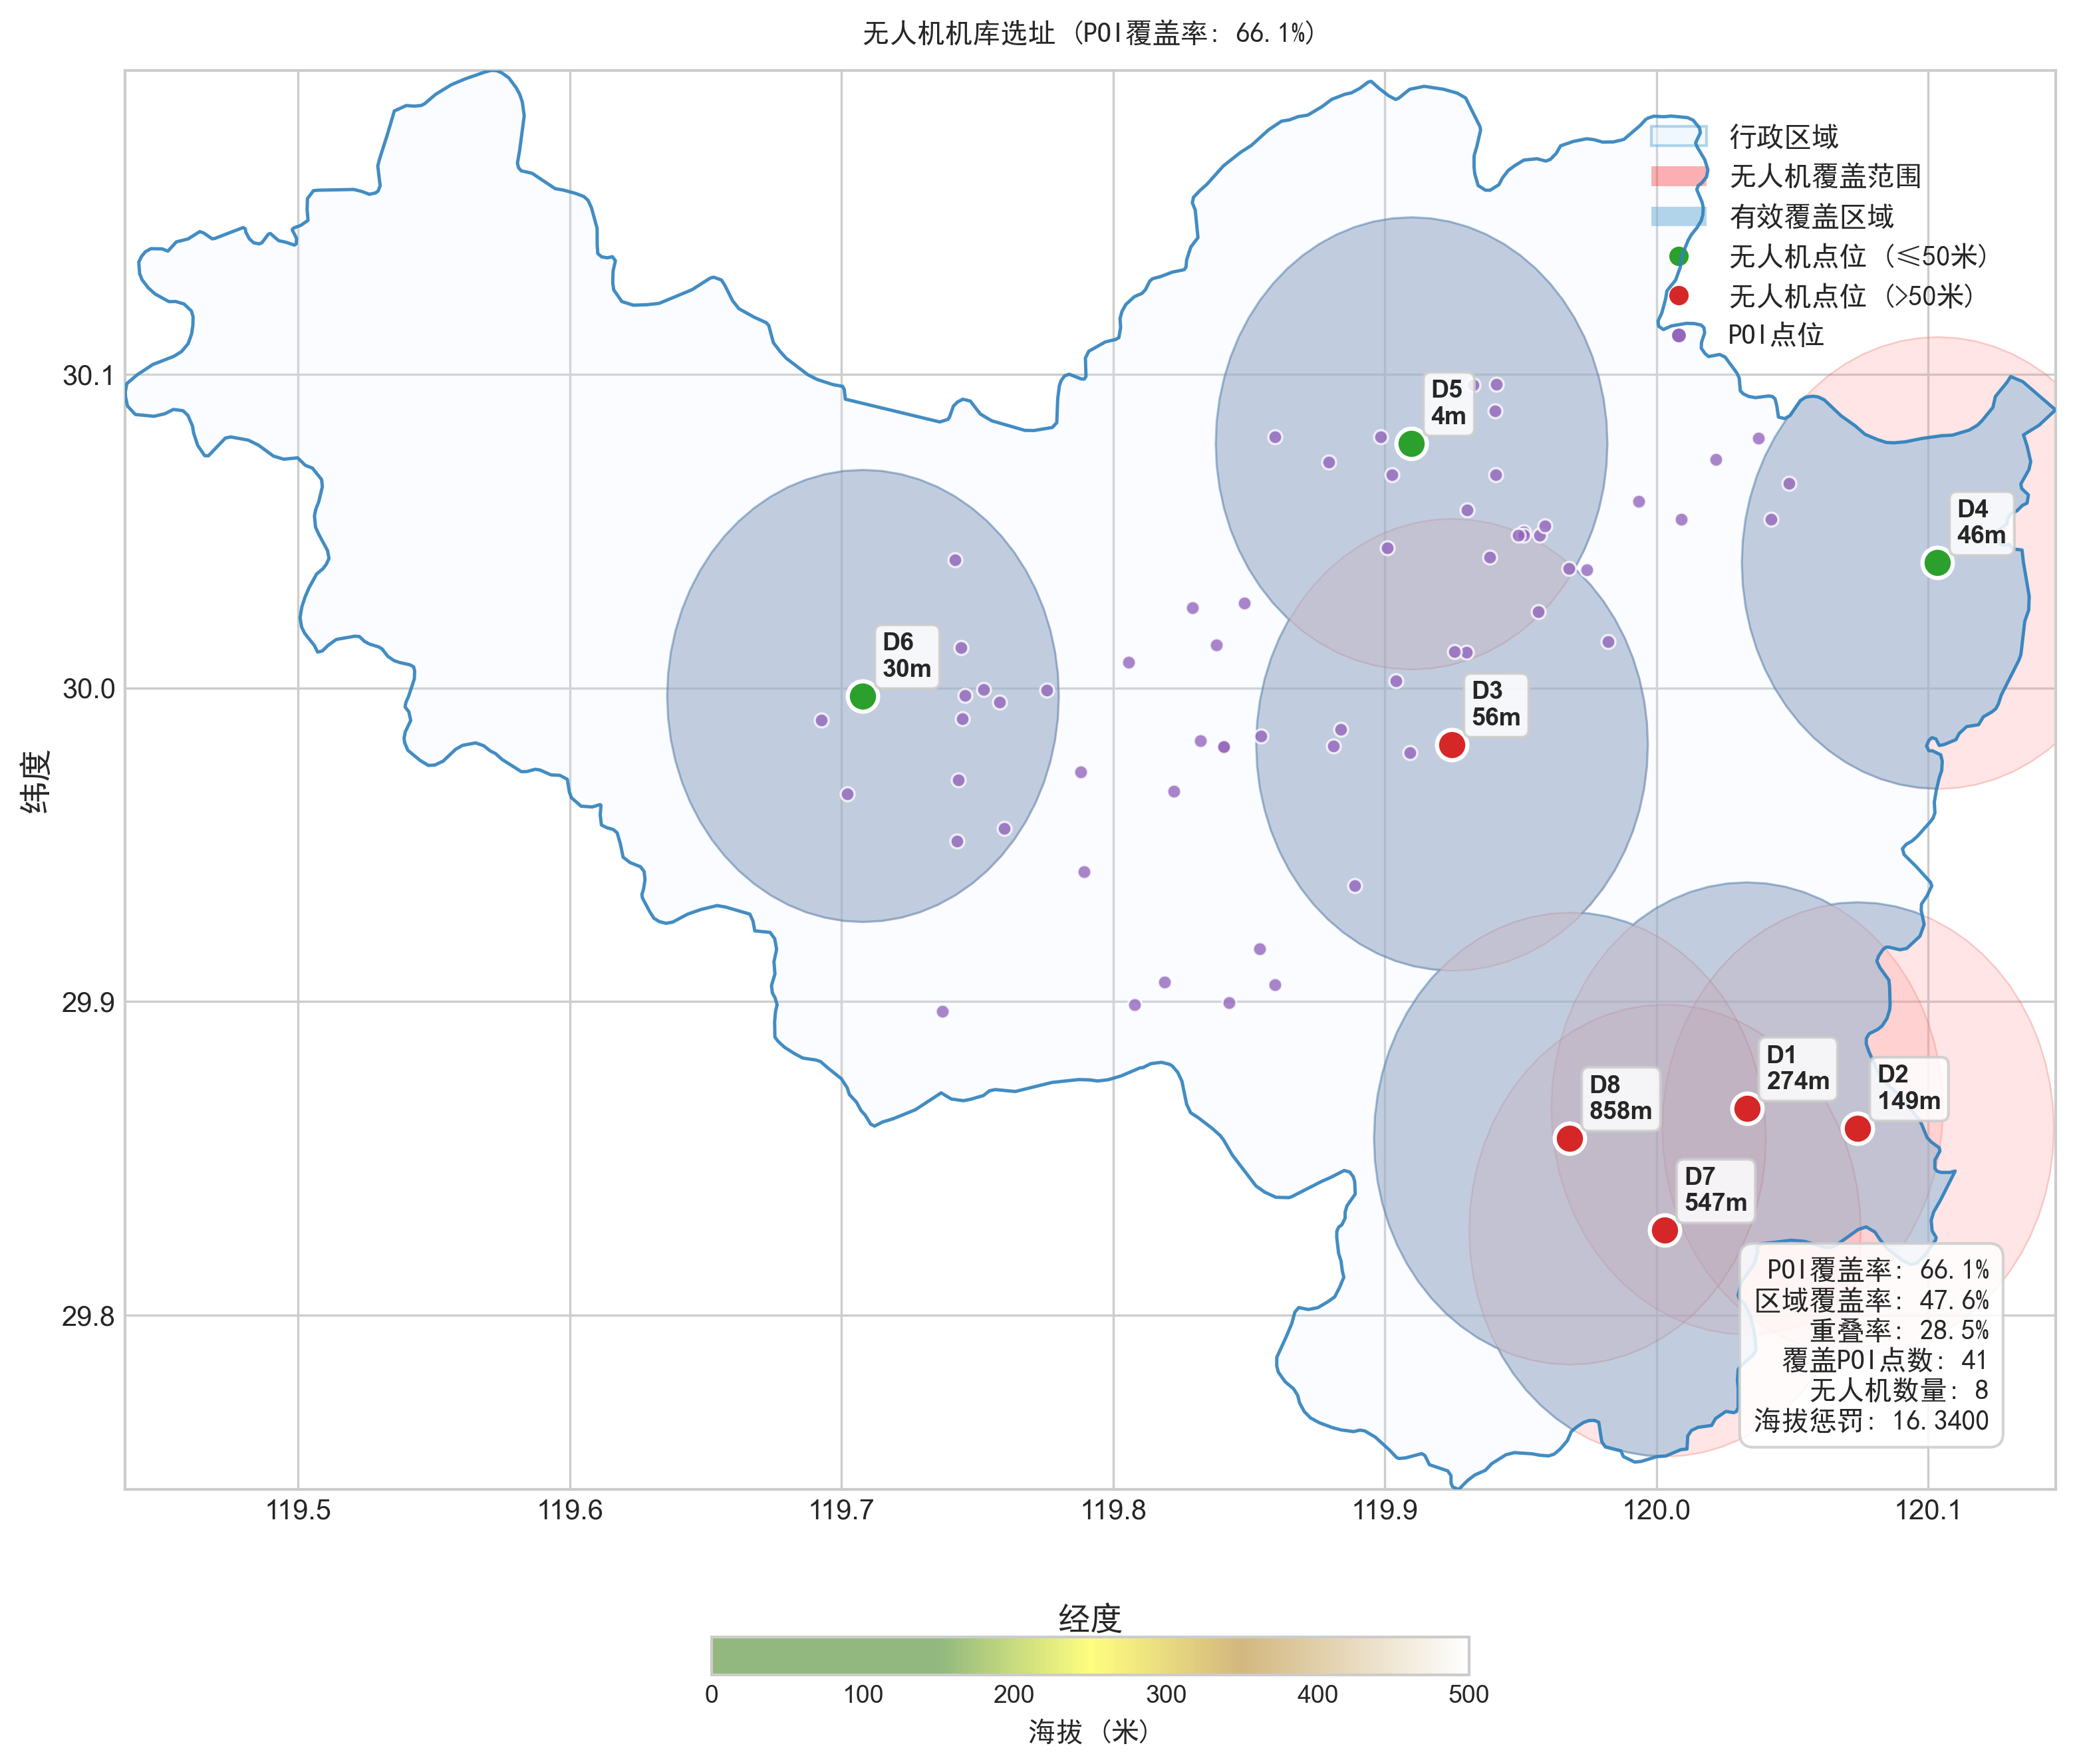 无人机机库选址 (POI覆盖率: 66.1%)
行政区域
无人机覆盖范围
有效覆盖区域
无人机点位 (≤50米)
无人机点位 (>50米)
POI点位
30.1
30.0
29.9
29.8
纬度
D5
4m
D4
46m
D6
30m
D3
56m
D1
274m
D2
149m
D8
858m
D7
547m
POI覆盖率: 66.1%
区域覆盖率: 47.6%
重叠率: 28.5%
覆盖POI点数: 41
无人机数量: 8
海拔惩罚: 16.3400
119.5 119.6 119.7 119.8 119.9 120.0 120.1
经度
0 100 200 300 400 500
海拔 (米)